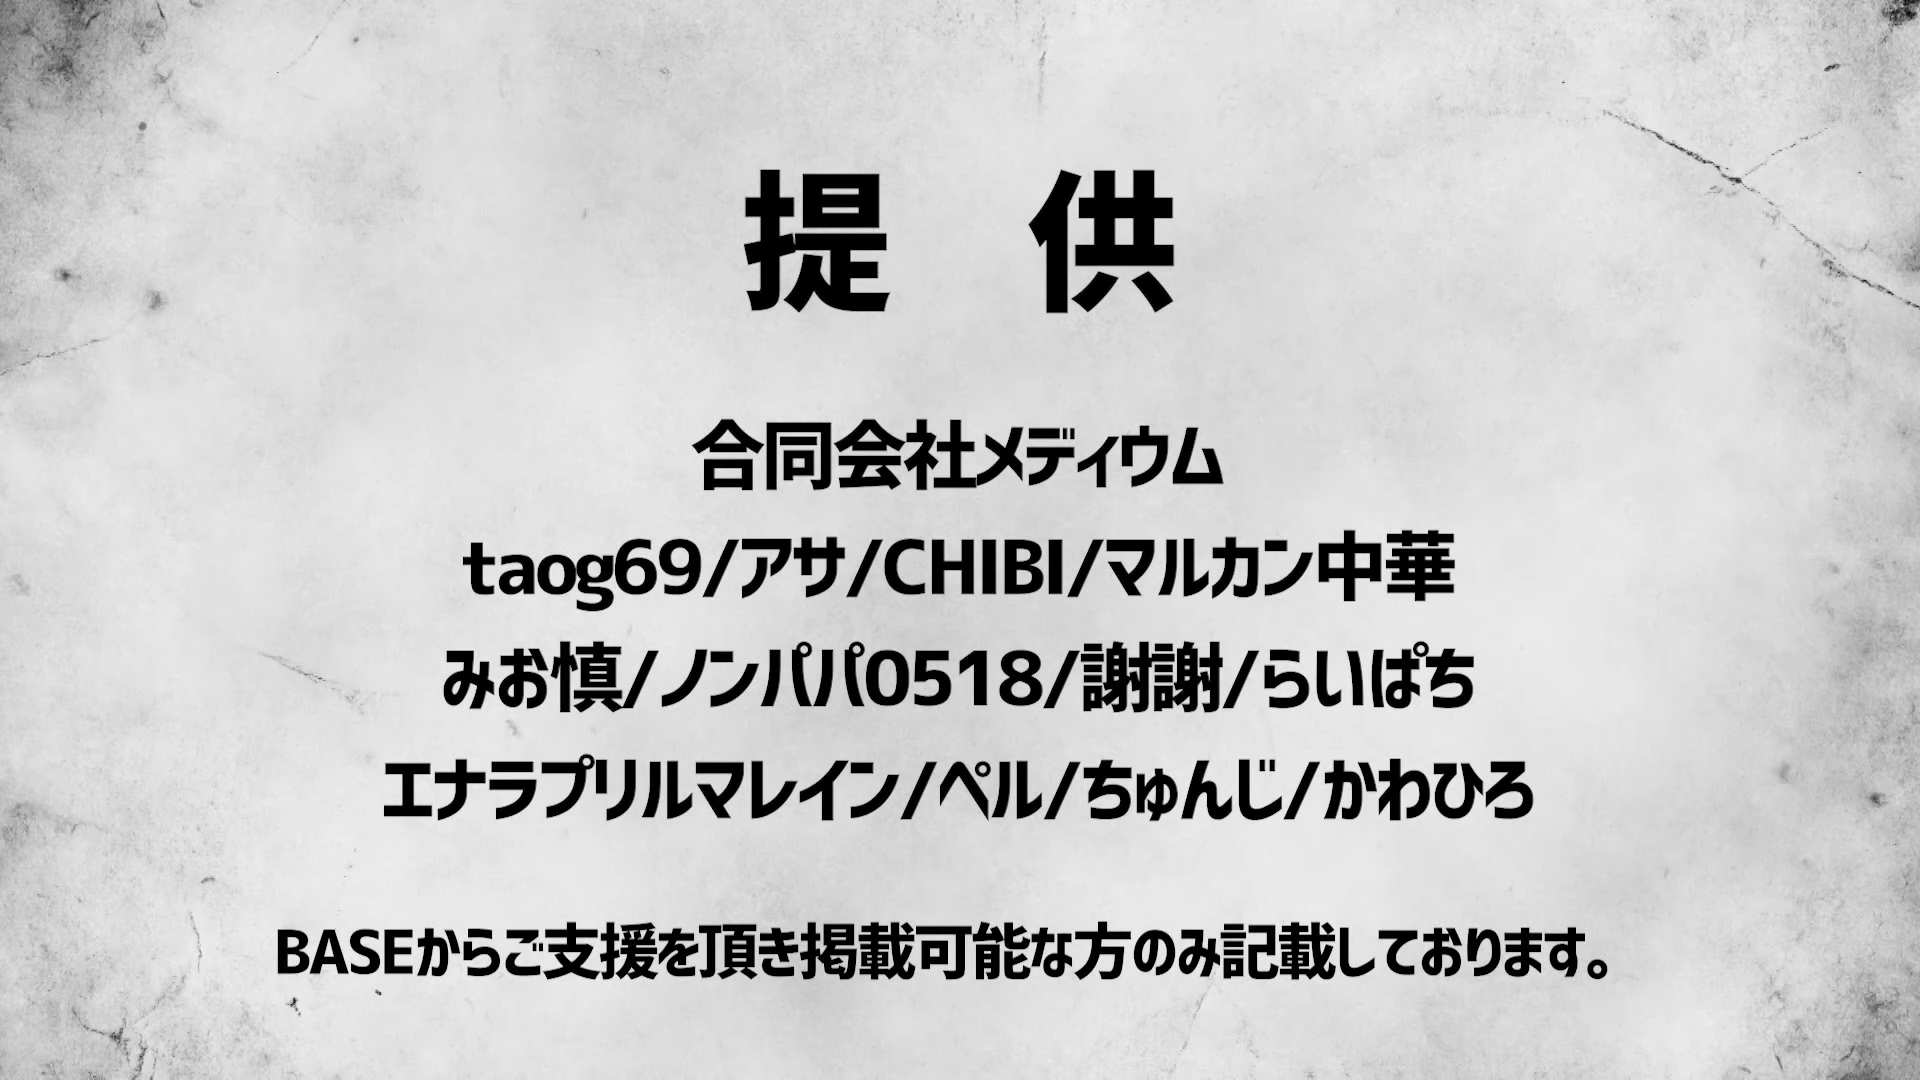 提 供
合同会社メディウム
taog69/アサ/CHIBI/マルカン中華
みお慎/ノンパパ0518/謝謝/らいぱち
エナラプリルマレイン/ペル/ちゅんじ/かわひろ
BASEからご支援を頂き掲載可能な方のみ記載しております。